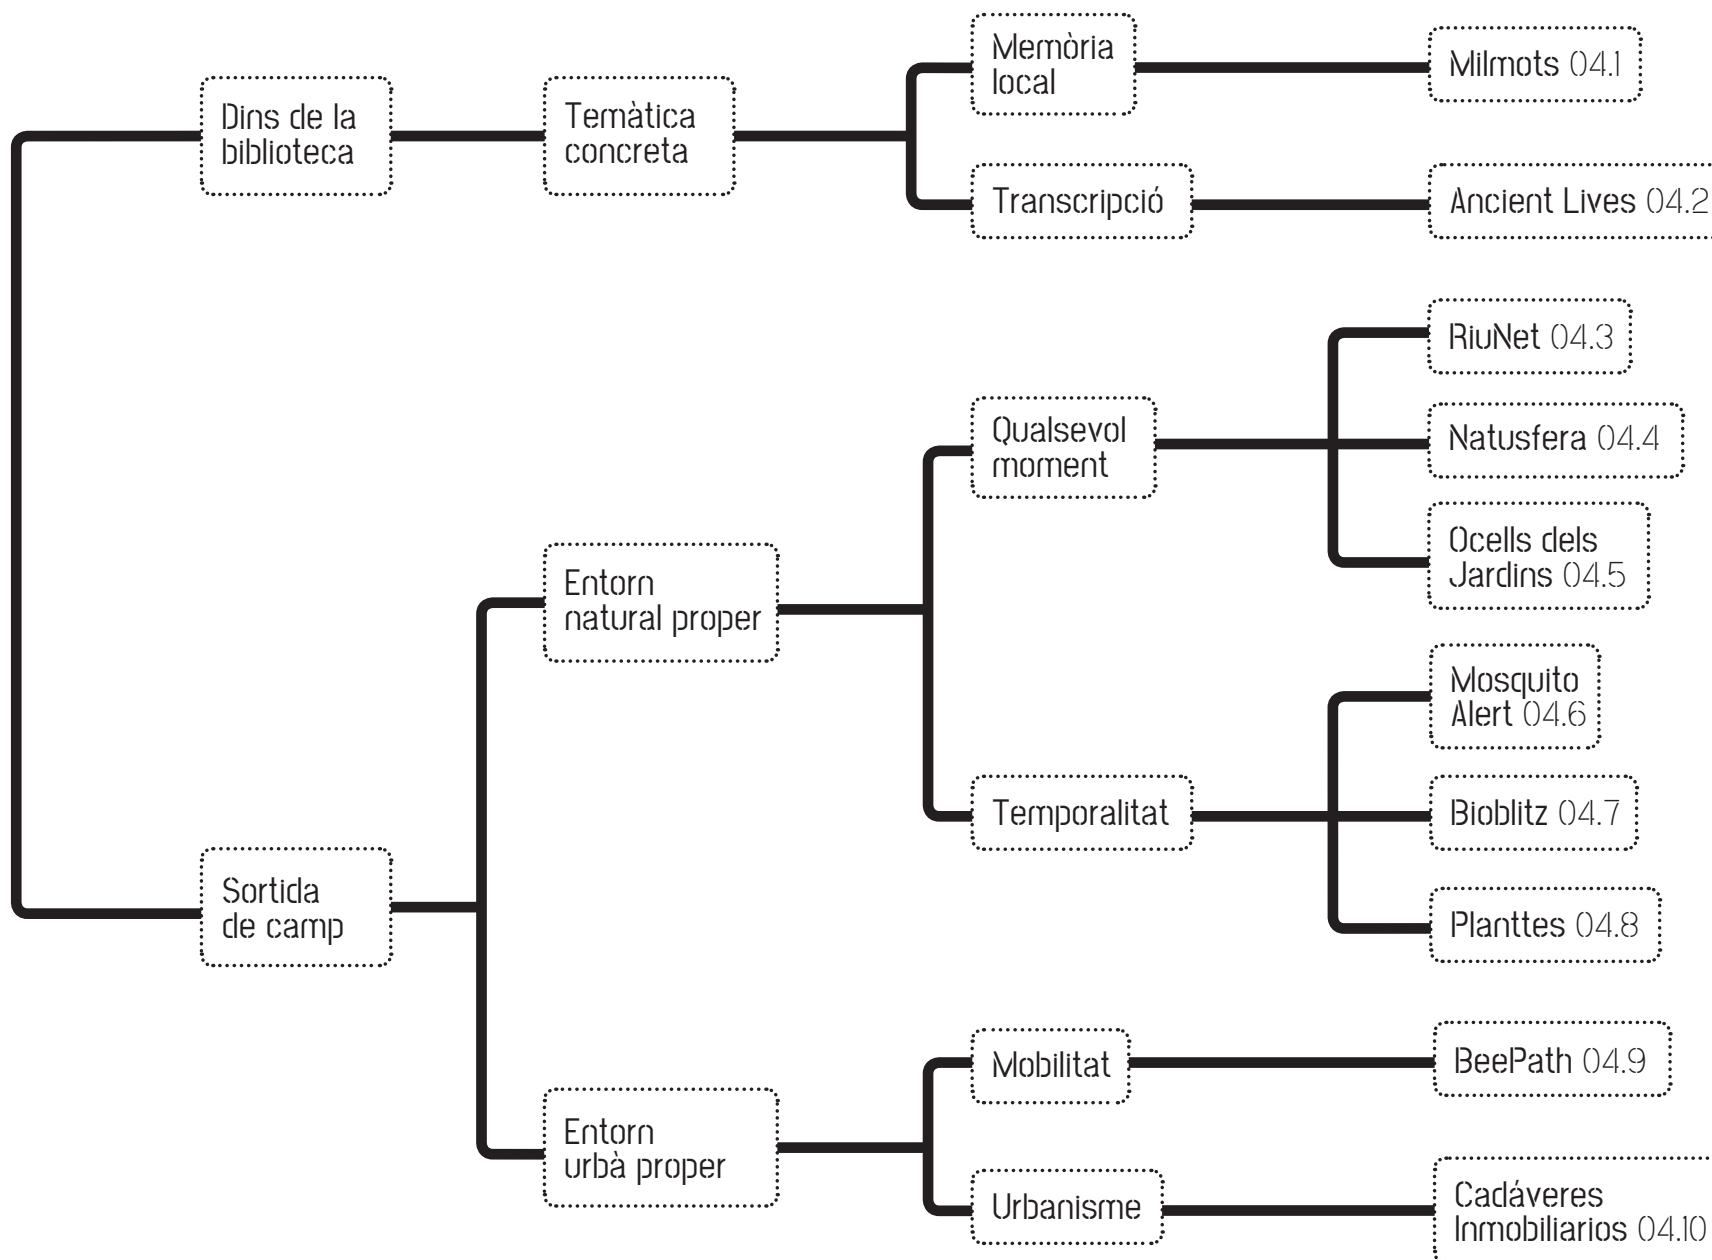 Dins de la
biblioteca
Temàtica
concreta
Memòria
local
Milmots 04.1
Transcripció
Ancient Lives 04.2
Sortida
de camp
Entorn
natural proper
Qualsevol
moment
RiuNet 04.3
Natusfera 04.4
Ocells dels
Jardins 04.5
Temporalitat
Mosquito
Alert 04.6
Bioblitz 04.7
Planttes 04.8
Entorn
urbà proper
Mobilitat
BeePath 04.9
Urbanisme
Cadáveres
Inmobiliarios 04.10